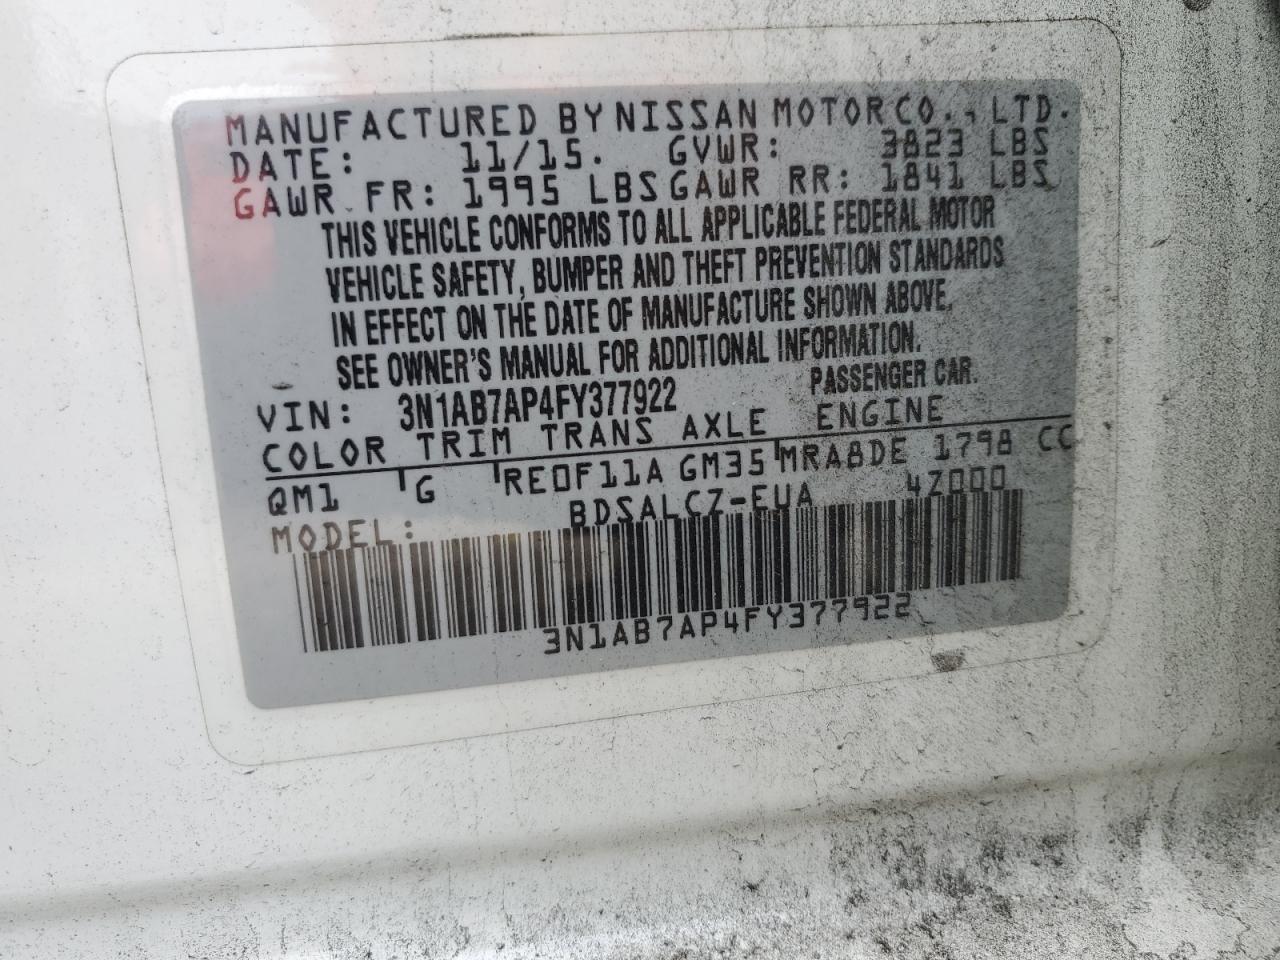 MANUFACTURED BY NISSAN MOTOR CO., LTD.
DATE: 11/15. GVWR: 3823 LBS
GAWR FR: 1995 LBS GAWR RR: 1841 LBS
THIS VEHICLE CONFORMS TO ALL APPLICABLE FEDERAL MOTOR
VEHICLE SAFETY, BUMPER AND THEFT PREVENTION STANDARDS
IN EFFECT ON THE DATE OF MANUFACTURE SHOWN ABOVE.
SEE OWNER'S MANUAL FOR ADDITIONAL INFORMATION.
VIN: 3N1AB7AP4FY377922 PASSENGER CAR.
COLOR TRIM TRANS AXLE ENGINE
QM1 G RE0F11A GM35 MRA8DE 1798 CC
MODEL: BDSALCZ-EUA 4Z000
3N1AB7AP4FY377922